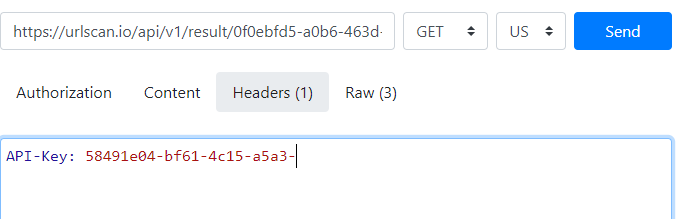 https://urlscan.io/api/v1/result/0f0ebfd5-a0b6-463d- GET US Send
Authorization Content Headers (1) Raw (3)
API-Key: 58491e04-bf61-4c15-a5a3-